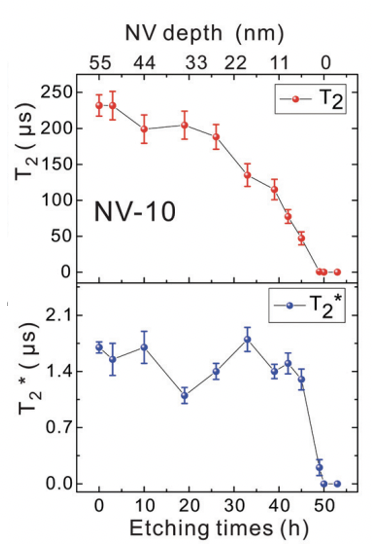 NV depth (nm)
55 44 33 22 11 0
250
200
150
100
50
0
T2 (μs)
T2
NV-10
2.1
1.4
0.7
0.0
T2* (μs)
T2*
0 10 20 30 40 50
Etching times (h)